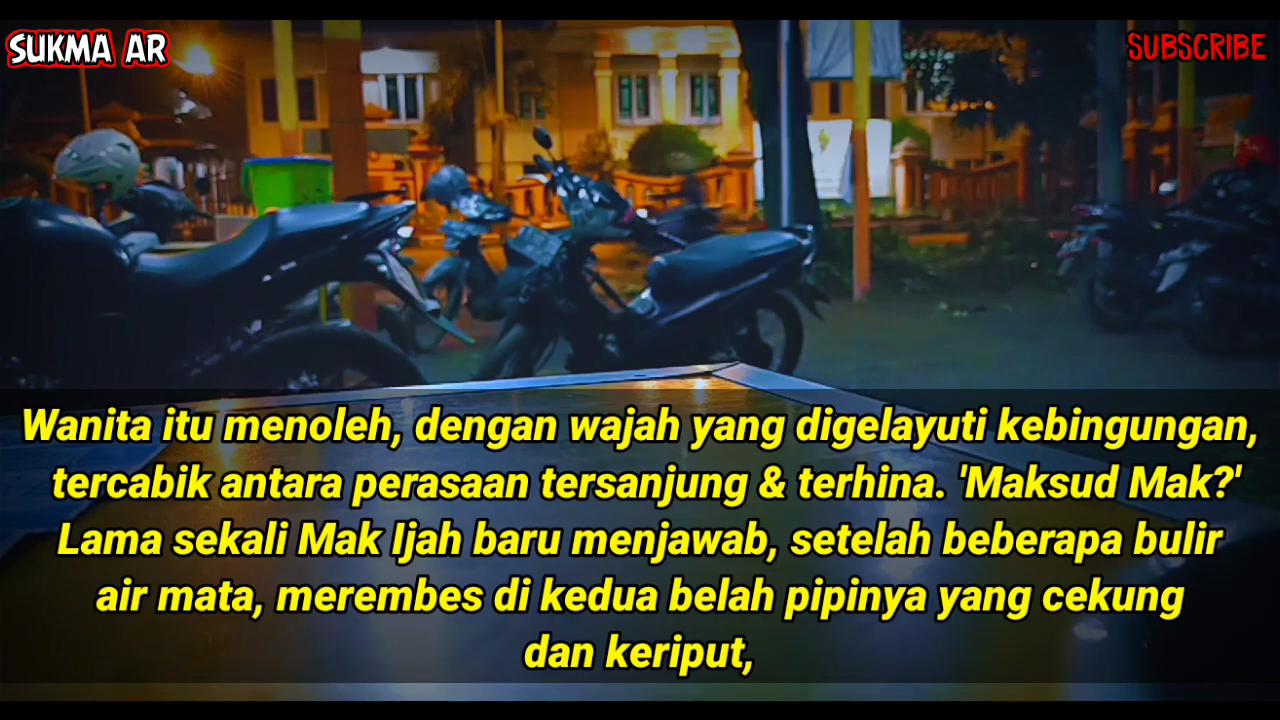 SUKMA AR
SUBSCRIBE
Wanita itu menoleh, dengan wajah yang digelayuti kebingungan,
tercabik antara perasaan tersanjung & terhina. 'Maksud Mak?'
Lama sekali Mak Ijah baru menjawab, setelah beberapa bulir
air mata, merembes di kedua belah pipinya yang cekung
dan keriput,